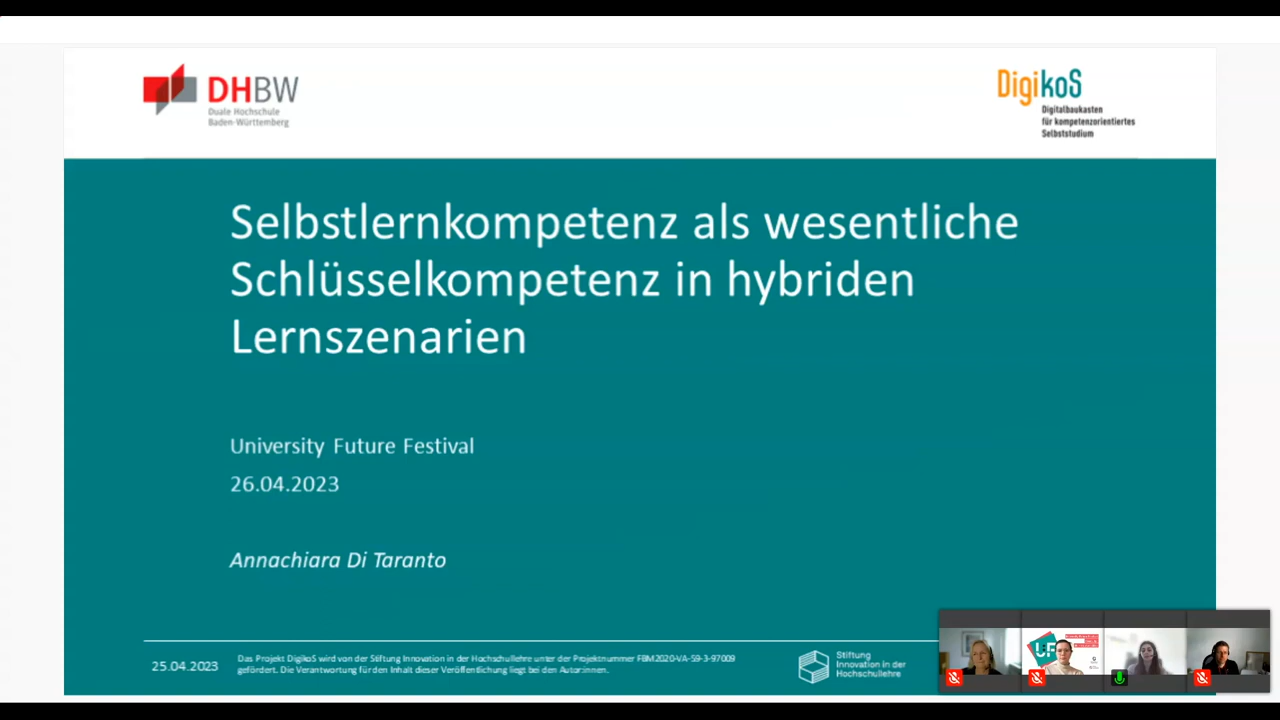 DHBW
Duale Hochschule
Baden-Württemberg
DigikoS
Digitalbaukasten
für kompetenzorientiertes
Selbststudium
Selbstlernkompetenz als wesentliche
Schlüsselkompetenz in hybriden
Lernszenarien
University Future Festival
26.04.2023
Annachiara Di Taranto
25.04.2023
Das Projekt DigikoS wird von der Stiftung Innovation in der Hochschullehre unter der Projektnummer FBM2020-VA-59-3-97009
gefördert. Die Verantwortung für den Inhalt dieser Veröffentlichung liegt bei den Autor:innen.
Stiftung
Innovation in der
Hochschullehre